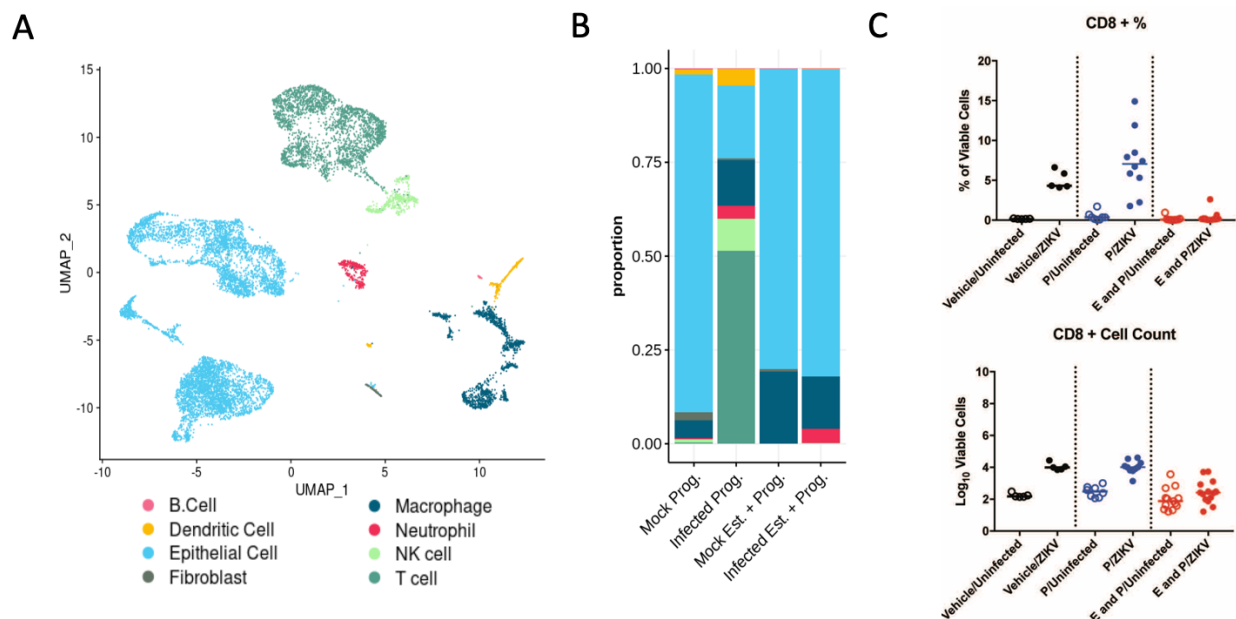 A
UMAP_2
15
10
5
0
-5
-10
-10
-5
0
5
10
UMAP_1
B.Cell
Dendritic Cell
Epithelial Cell
Fibroblast
Macrophage
Neutrophil
NK cell
T cell
B
proportion
1.00
0.75
0.50
0.25
0.00
Mock Prog.
Infected Prog.
Mock Est. + Prog.
Infected Est. + Prog.
C
CD8 + %
% of Viable Cells
20
15
10
5
0
Vehicle/Uninfected
Vehicle/ZIKV
P/Uninfected
P/ZIKV
E and P/Uninfected
E and P/ZIKV
CD8 + Cell Count
Log10 Viable Cells
10
8
6
4
2
0
Vehicle/Uninfected
Vehicle/ZIKV
P/Uninfected
P/ZIKV
E and P/Uninfected
E and P/ZIKV